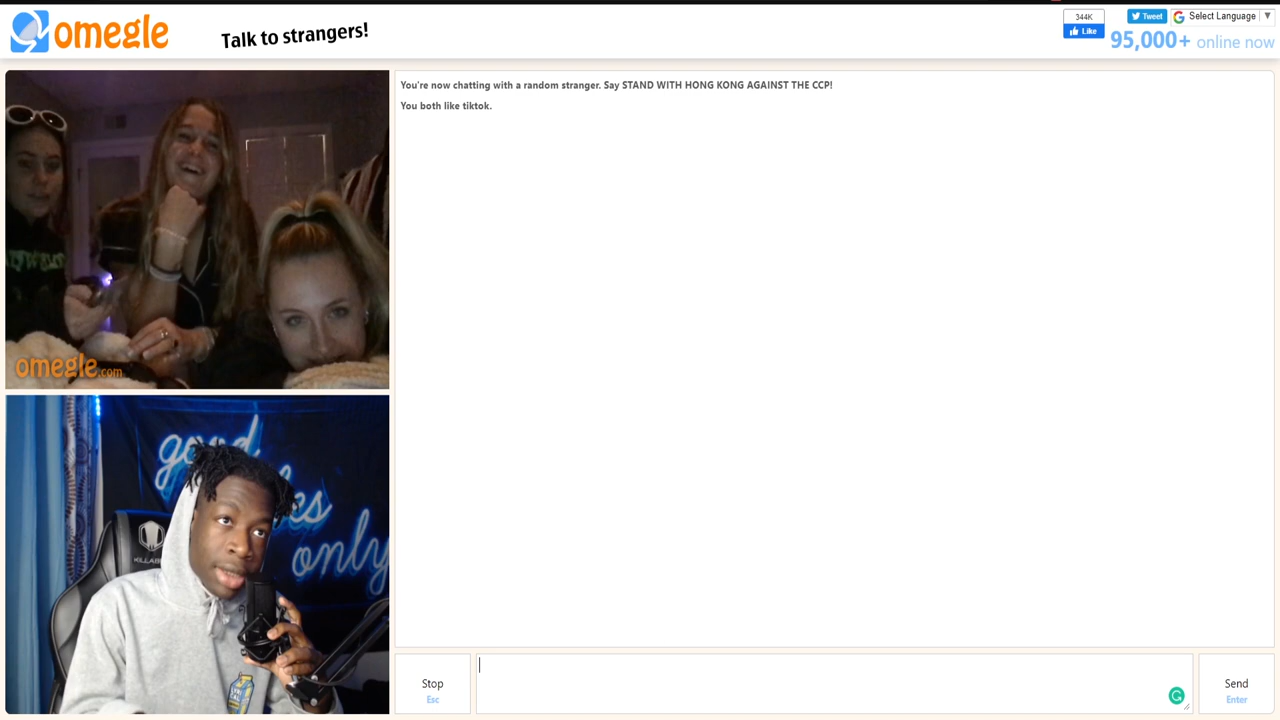 omegle
Talk to strangers!
344K
Like
Tweet
Select Language ▼
95,000+ online now
You're now chatting with a random stranger. Say STAND WITH HONG KONG AGAINST THE CCP!
You both like tiktok.
omegle.com
good
only
Stop
Esc
Send
Enter